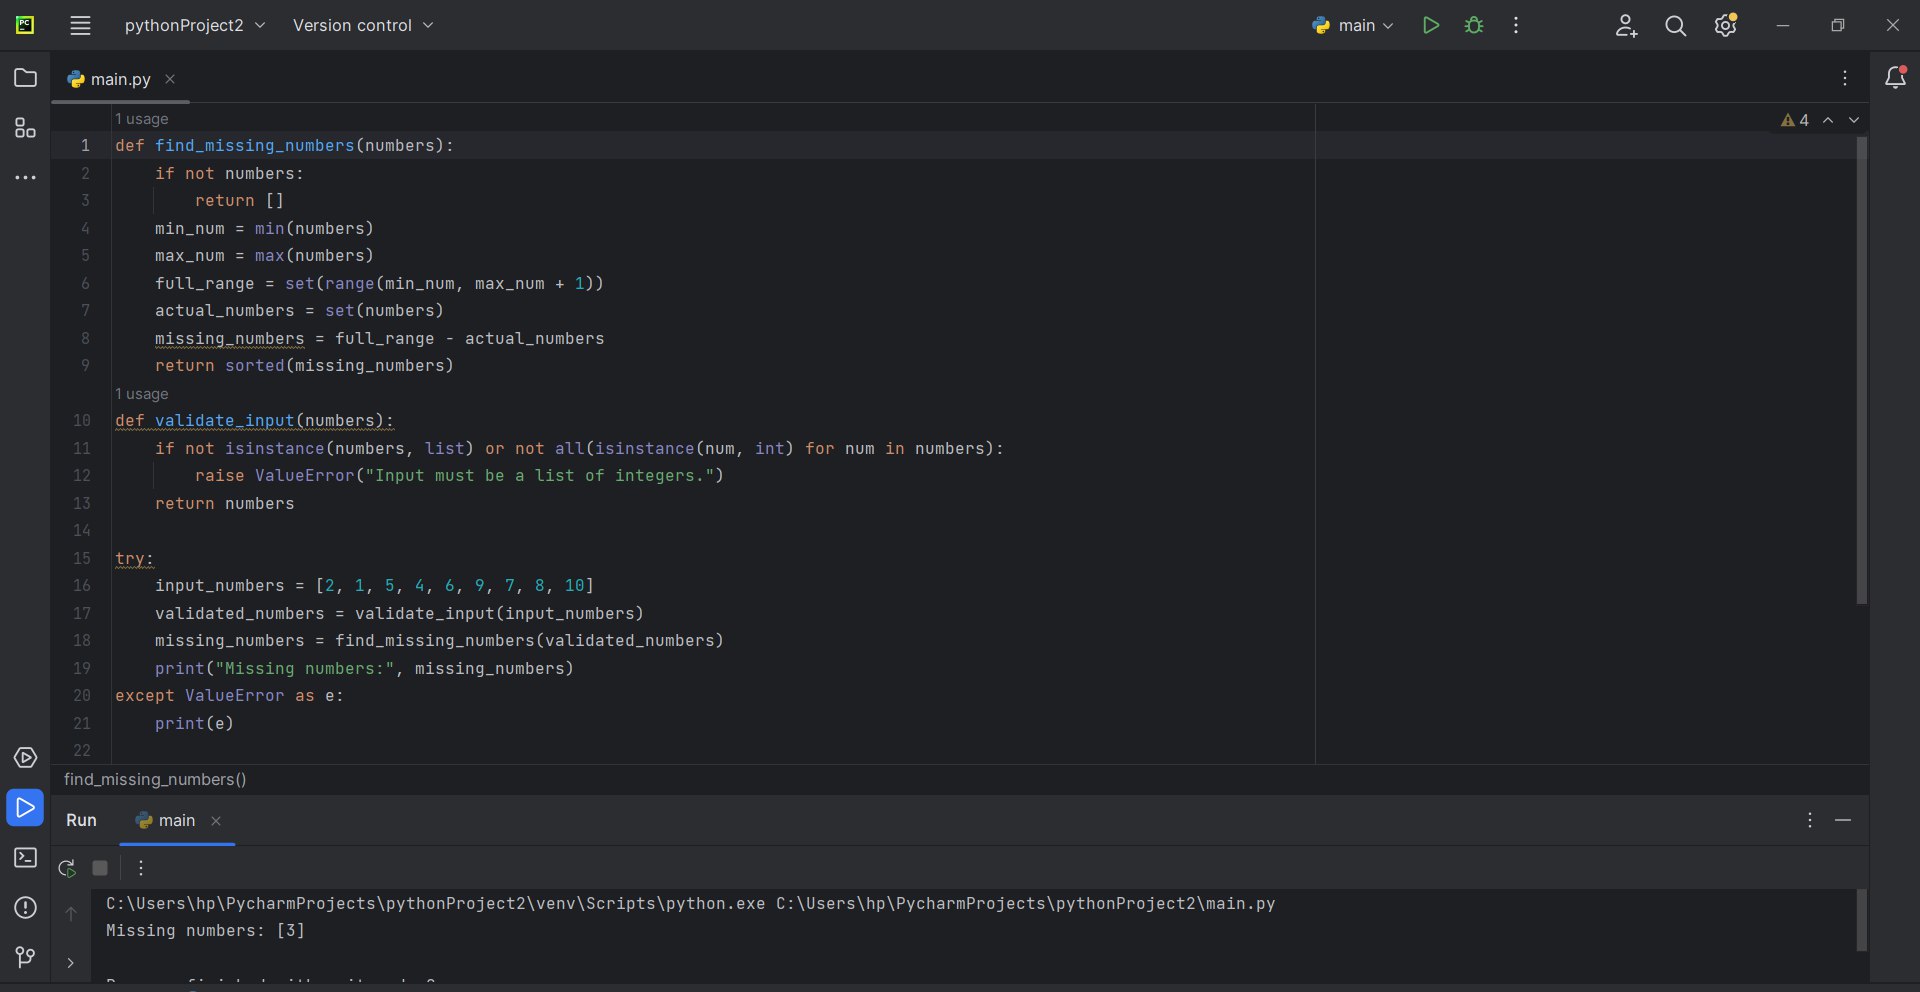 PC
pythonProject2
Version control
main
main.py
1 usage
4
1 def find_missing_numbers(numbers):
2     if not numbers:
3         return []
4     min_num = min(numbers)
5     max_num = max(numbers)
6     full_range = set(range(min_num, max_num + 1))
7     actual_numbers = set(numbers)
8     missing_numbers = full_range - actual_numbers
9     return sorted(missing_numbers)
1 usage
10 def validate_input(numbers):
11     if not isinstance(numbers, list) or not all(isinstance(num, int) for num in numbers):
12         raise ValueError("Input must be a list of integers.")
13     return numbers
14
15 try:
16     input_numbers = [2, 1, 5, 4, 6, 9, 7, 8, 10]
17     validated_numbers = validate_input(input_numbers)
18     missing_numbers = find_missing_numbers(validated_numbers)
19     print("Missing numbers:", missing_numbers)
20 except ValueError as e:
21     print(e)
22
find_missing_numbers()
Run
main
C:\Users\hp\PycharmProjects\pythonProject2\venv\Scripts\python.exe C:\Users\hp\PycharmProjects\pythonProject2\main.py
Missing numbers: [3]